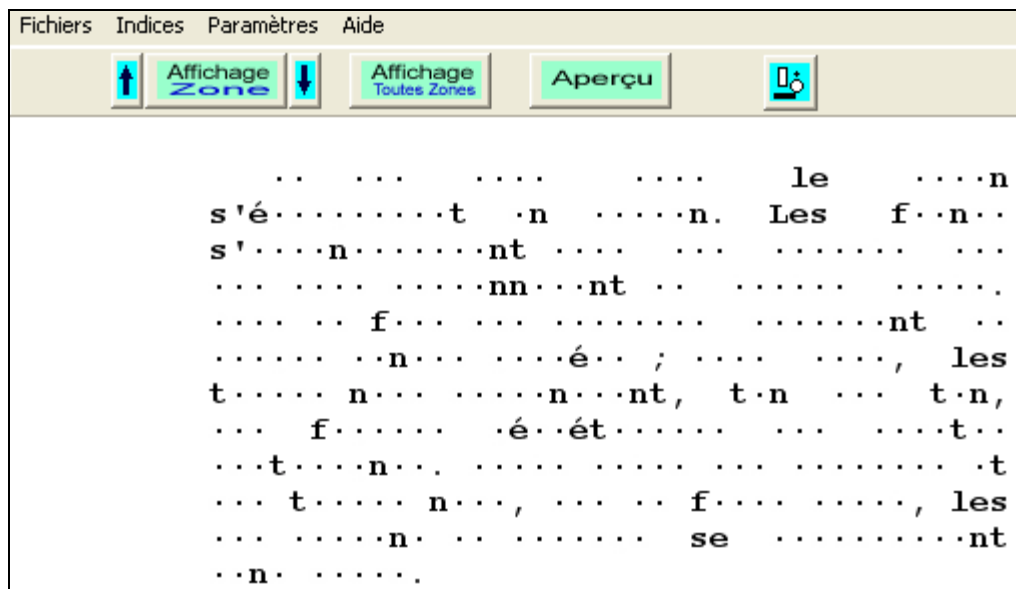 Fichiers Indices Paramètres Aide
Affichage Zone Affichage Toutes Zones Aperçu
·· ··· ···· ···· le ····n
s'é·········t ·n ·····n. Les f··n··
s'····n·······nt ···· ··· ······· ···
··· ···· ·····nn···nt ·· ······ ·····.
···· ·· f··· ··· ········· ·······nt ··
······ ··n··· ····é·· ; ···· ····, les
t····· n··· ·····n···nt, t·n ··· t·n,
··· f······ ·é··ét······ ··· ····t··
···t····n··. ····· ····· ··· ········ ·t
··· t····· n···, ··· ·· f···· ·····, les
··· ·····n· ·· ······· se ··········nt
··n· ·····.